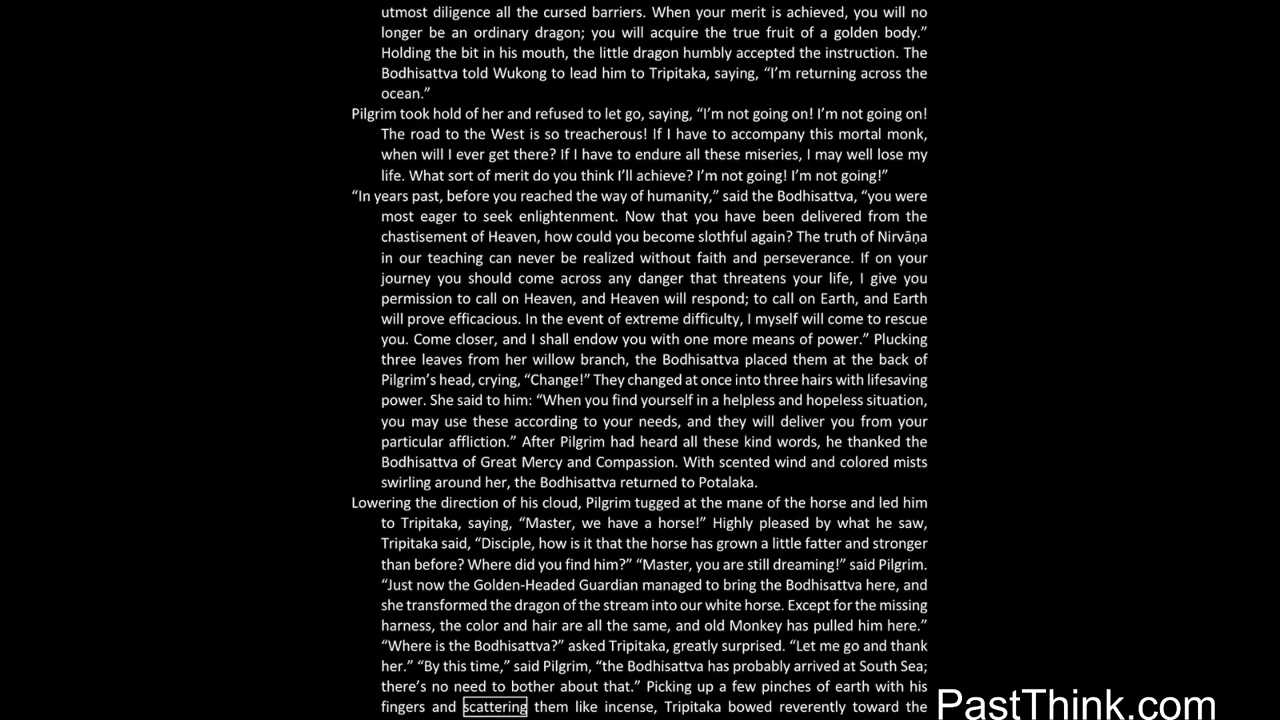 utmost diligence all the cursed barriers. When your merit is achieved, you will no
longer be an ordinary dragon; you will acquire the true fruit of a golden body.”
Holding the bit in his mouth, the little dragon humbly accepted the instruction. The
Bodhisattva told Wukong to lead him to Tripitaka, saying, “I’m returning across the
ocean.”
Pilgrim took hold of her and refused to let go, saying, “I’m not going on! I’m not going on!
The road to the West is so treacherous! If I have to accompany this mortal monk,
when will I ever get there? If I have to endure all these miseries, I may well lose my
life. What sort of merit do you think I’ll achieve? I’m not going! I’m not going!”
“In years past, before you reached the way of humanity,” said the Bodhisattva, “you were
most eager to seek enlightenment. Now that you have been delivered from the
chastisement of Heaven, how could you become slothful again? The truth of Nirvāṇa
in our teaching can never be realized without faith and perseverance. If on your
journey you should come across any danger that threatens your life, I give you
permission to call on Heaven, and Heaven will respond; to call on Earth, and Earth
will prove efficacious. In the event of extreme difficulty, I myself will come to rescue
you. Come closer, and I shall endow you with one more means of power.” Plucking
three leaves from her willow branch, the Bodhisattva placed them at the back of
Pilgrim’s head, crying, “Change!” They changed at once into three hairs with lifesaving
power. She said to him: “When you find yourself in a helpless and hopeless situation,
you may use these according to your needs, and they will deliver you from your
particular affliction.” After Pilgrim had heard all these kind words, he thanked the
Bodhisattva of Great Mercy and Compassion. With scented wind and colored mists
swirling around her, the Bodhisattva returned to Potalaka.
Lowering the direction of his cloud, Pilgrim tugged at the mane of the horse and led him
to Tripitaka, saying, “Master, we have a horse!” Highly pleased by what he saw,
Tripitaka said, “Disciple, how is it that the horse has grown a little fatter and stronger
than before? Where did you find him?” “Master, you are still dreaming!” said Pilgrim.
“Just now the Golden-Headed Guardian managed to bring the Bodhisattva here, and
she transformed the dragon of the stream into our white horse. Except for the missing
harness, the color and hair are all the same, and old Monkey has pulled him here.”
“Where is the Bodhisattva?” asked Tripitaka, greatly surprised. “Let me go and thank
her.” “By this time,” said Pilgrim, “the Bodhisattva has probably arrived at South Sea;
there’s no need to bother about that.” Picking up a few pinches of earth with his
fingers and scattering them like incense, Tripitaka bowed reverently toward the
PastThink.com